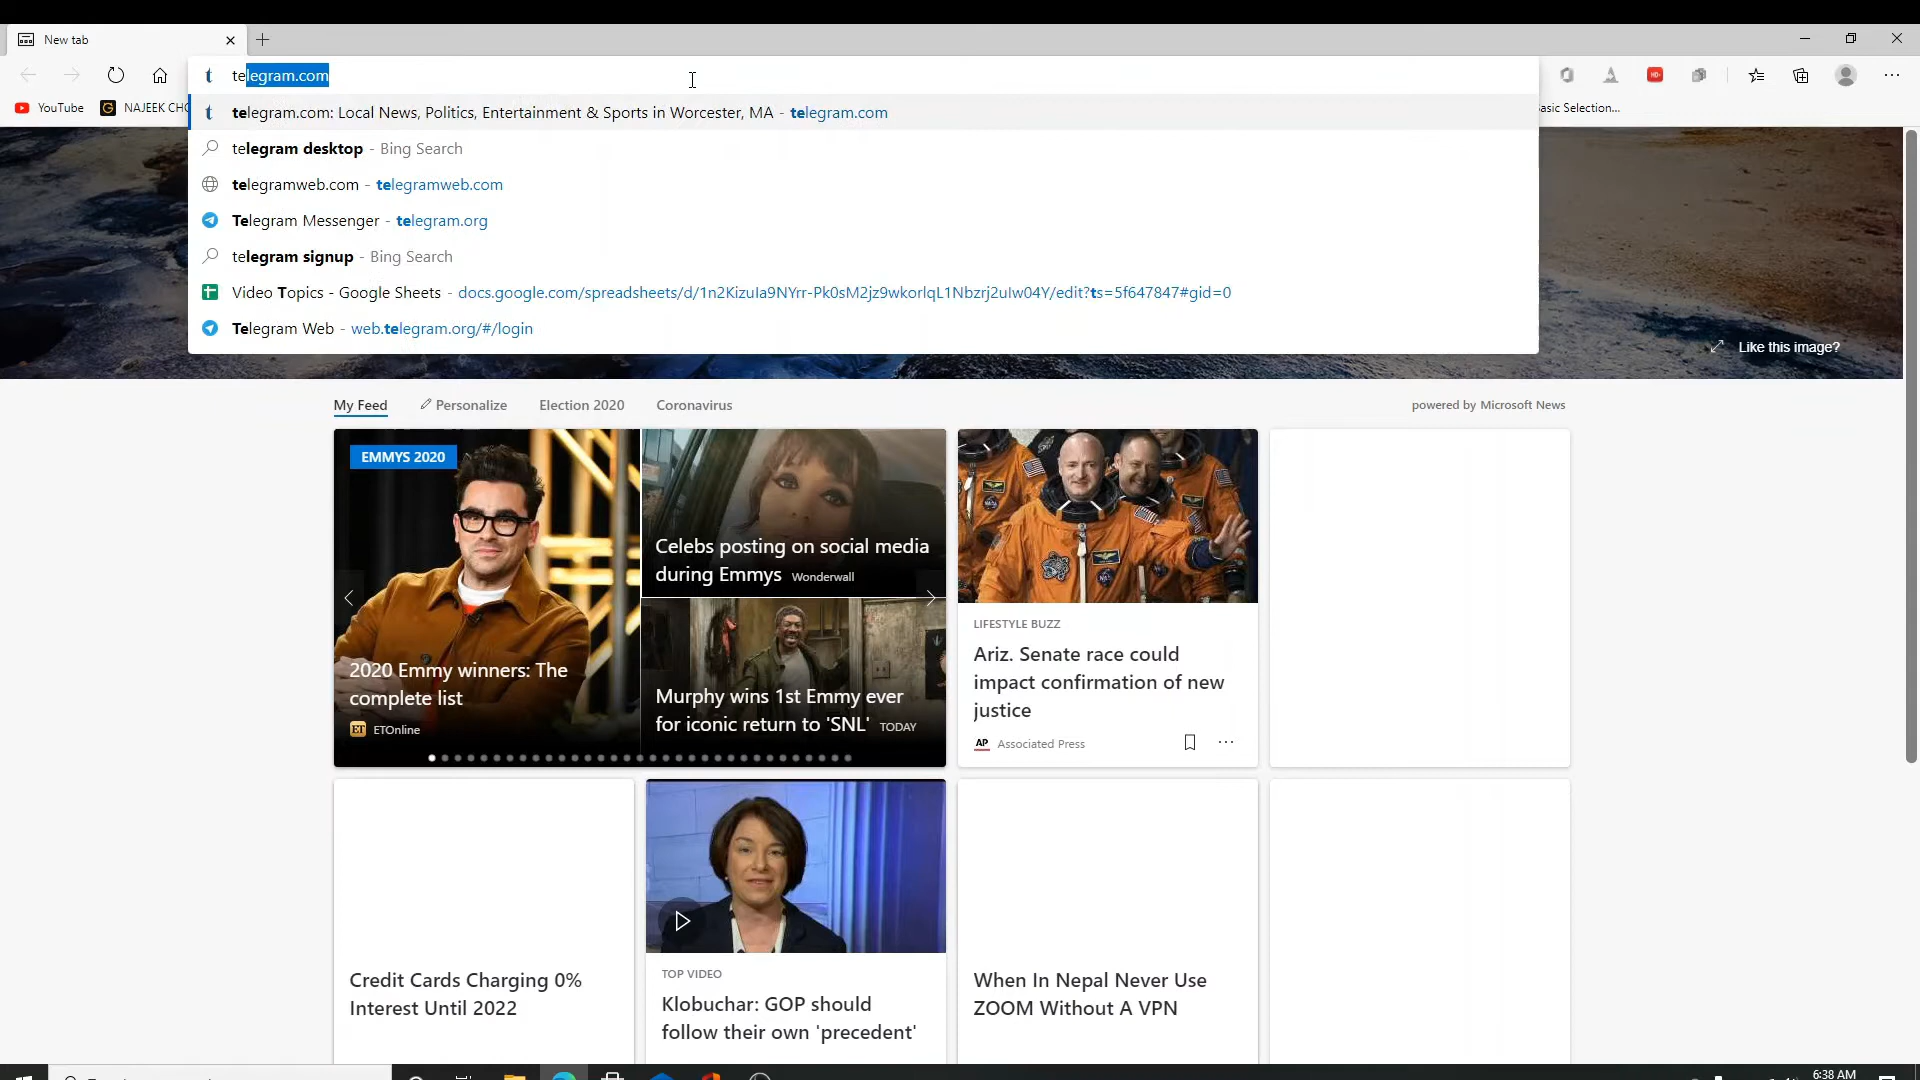 New tab
telegram.com
telegram.com: Local News, Politics, Entertainment & Sports in Worcester, MA - telegram.com
telegram desktop - Bing Search
telegramweb.com - telegramweb.com
Telegram Messenger - telegram.org
telegram signup - Bing Search
Video Topics - Google Sheets - docs.google.com/spreadsheets/d/1n2KizuIa9NYrr-Pk0sM2jz9wkorlqL1Nbzrj2uIw04Y/edit?ts=5f647847#gid=0
Telegram Web - web.telegram.org/#/login
YouTube
NAJEEK
asic Selection...
Like this image?
My Feed
Personalize
Election 2020
Coronavirus
powered by Microsoft News
EMMYS 2020
2020 Emmy winners: The
complete list
ETOnline
Celebs posting on social media
during Emmys Wonderwall
Murphy wins 1st Emmy ever
for iconic return to 'SNL' TODAY
LIFESTYLE BUZZ
Ariz. Senate race could
impact confirmation of new
justice
AP Associated Press
Credit Cards Charging 0%
Interest Until 2022
TOP VIDEO
Klobuchar: GOP should
follow their own 'precedent'
When In Nepal Never Use
ZOOM Without A VPN
6:38 AM